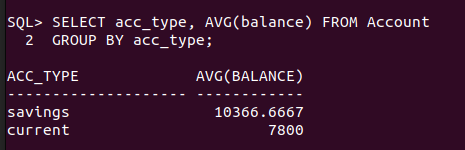 SQL> SELECT acc_type, AVG(balance) FROM Account
  2  GROUP BY acc_type;

ACC_TYPE             AVG(BALANCE)
-------------------- ------------
savings                10366.6667
current                      7800